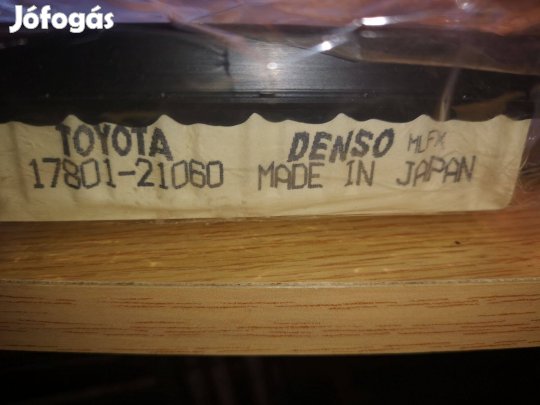 Jófogás
TOYOTA DENSO MLFX
17801-21060 MADE IN JAPAN